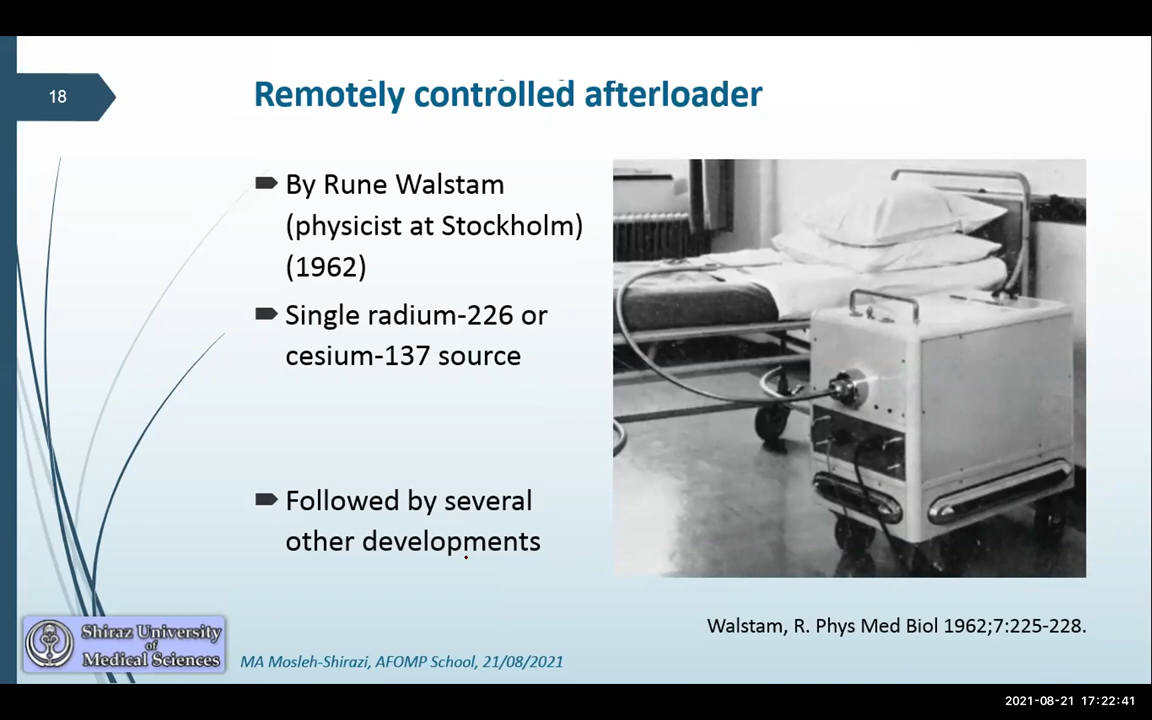 18
Remotely controlled afterloader
By Rune Walstam
(physicist at Stockholm)
(1962)
Single radium-226 or
cesium-137 source
Followed by several
other developments
Walstam, R. Phys Med Biol 1962;7:225-228.
Shiraz University
of
Medical Sciences
MA Mosleh-Shirazi, AFOMP School, 21/08/2021
2021-08-21 17:22:41